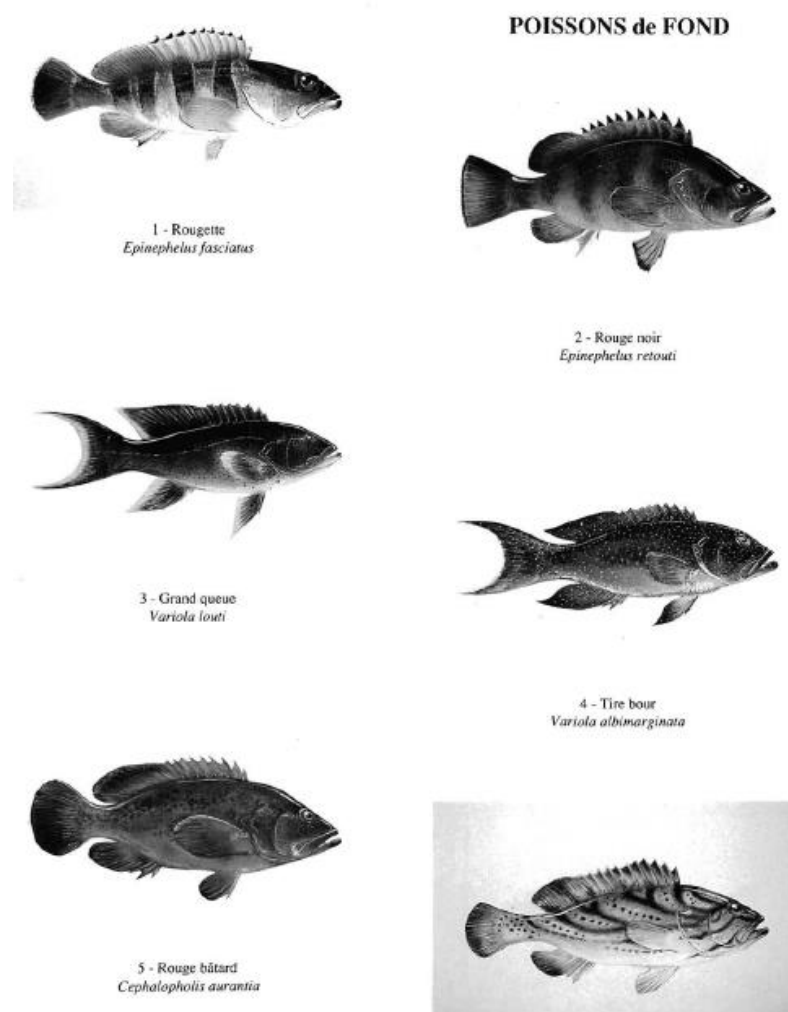 POISSONS de FOND
1 - Rougette
Epinephelus fasciatus
2 - Rouge noir
Epinephelus retouti
3 - Grand queue
Variola louti
4 - Tire bour
Variola albimarginata
5 - Rouge bâtard
Cephalopholis aurantia